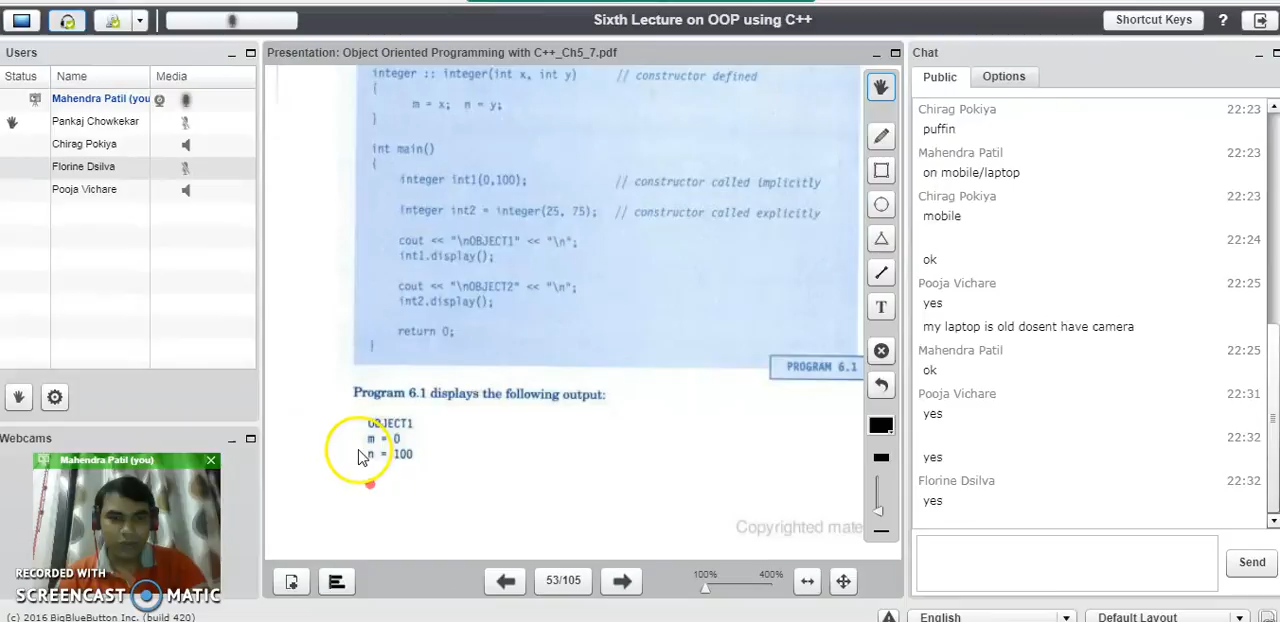 Sixth Lecture on OOP using C++
Shortcut Keys
?
Users
Status
Name
Media
Mahendra Patil (you)
Pankaj Chowkekar
Chirag Pokiya
Florine Dsilva
Pooja Vichare
Webcams
Mahendra Patil (you)
RECORDED WITH
SCREENCAST MATIC
(c) 2016 BigBlueButton Inc. (build 420)
Presentation: Object Oriented Programming with C++_Ch5_7.pdf
integer :: integer(int x, int y) // constructor defined
{
m = x; n = y;
}
int main()
{
integer int1(0,100); // constructor called implicitly
integer int2 = integer(25, 75); // constructor called explicitly
cout << "\nOBJECT1" << "\n";
int1.display();
cout << "\nOBJECT2" << "\n";
int2.display();
return 0;
}
PROGRAM 6.1
Program 6.1 displays the following output:
OBJECT1
m = 0
n = 100
Copyrighted mate
T
53/105
100%
400%
Chat
Public
Options
Chirag Pokiya 22:23
puffin
Mahendra Patil 22:23
on mobile/laptop
Chirag Pokiya 22:23
mobile
22:24
ok
Pooja Vichare 22:25
yes
my laptop is old dosent have camera
Mahendra Patil 22:25
ok
Pooja Vichare 22:31
yes
22:32
yes
Florine Dsilva 22:32
yes
Send
English
Default Layout